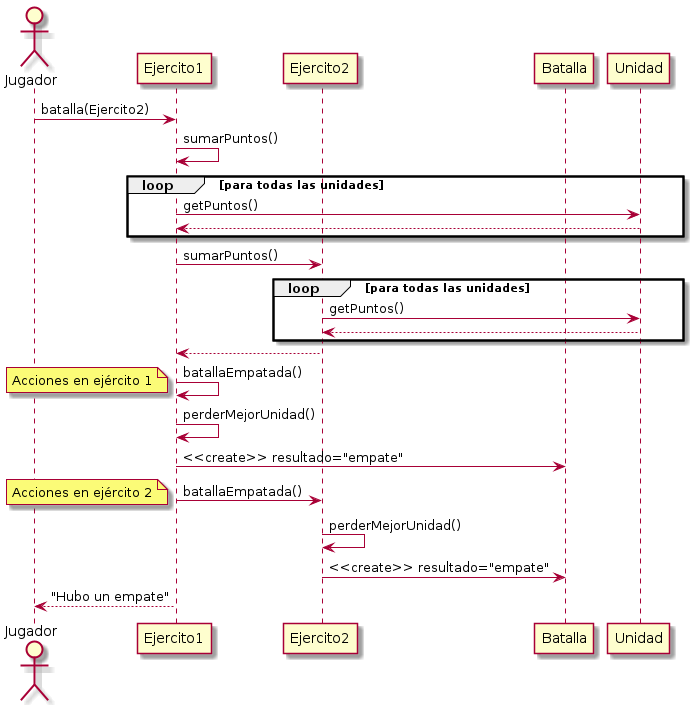 Jugador
Ejercito1
Ejercito2
Batalla
Unidad
batalla(Ejercito2)
sumarPuntos()
loop
[para todas las unidades]
getPuntos()
sumarPuntos()
loop
[para todas las unidades]
getPuntos()
Acciones en ejército 1
batallaEmpatada()
perderMejorUnidad()
<<create>> resultado="empate"
Acciones en ejército 2
batallaEmpatada()
perderMejorUnidad()
<<create>> resultado="empate"
"Hubo un empate"
Jugador
Ejercito1
Ejercito2
Batalla
Unidad